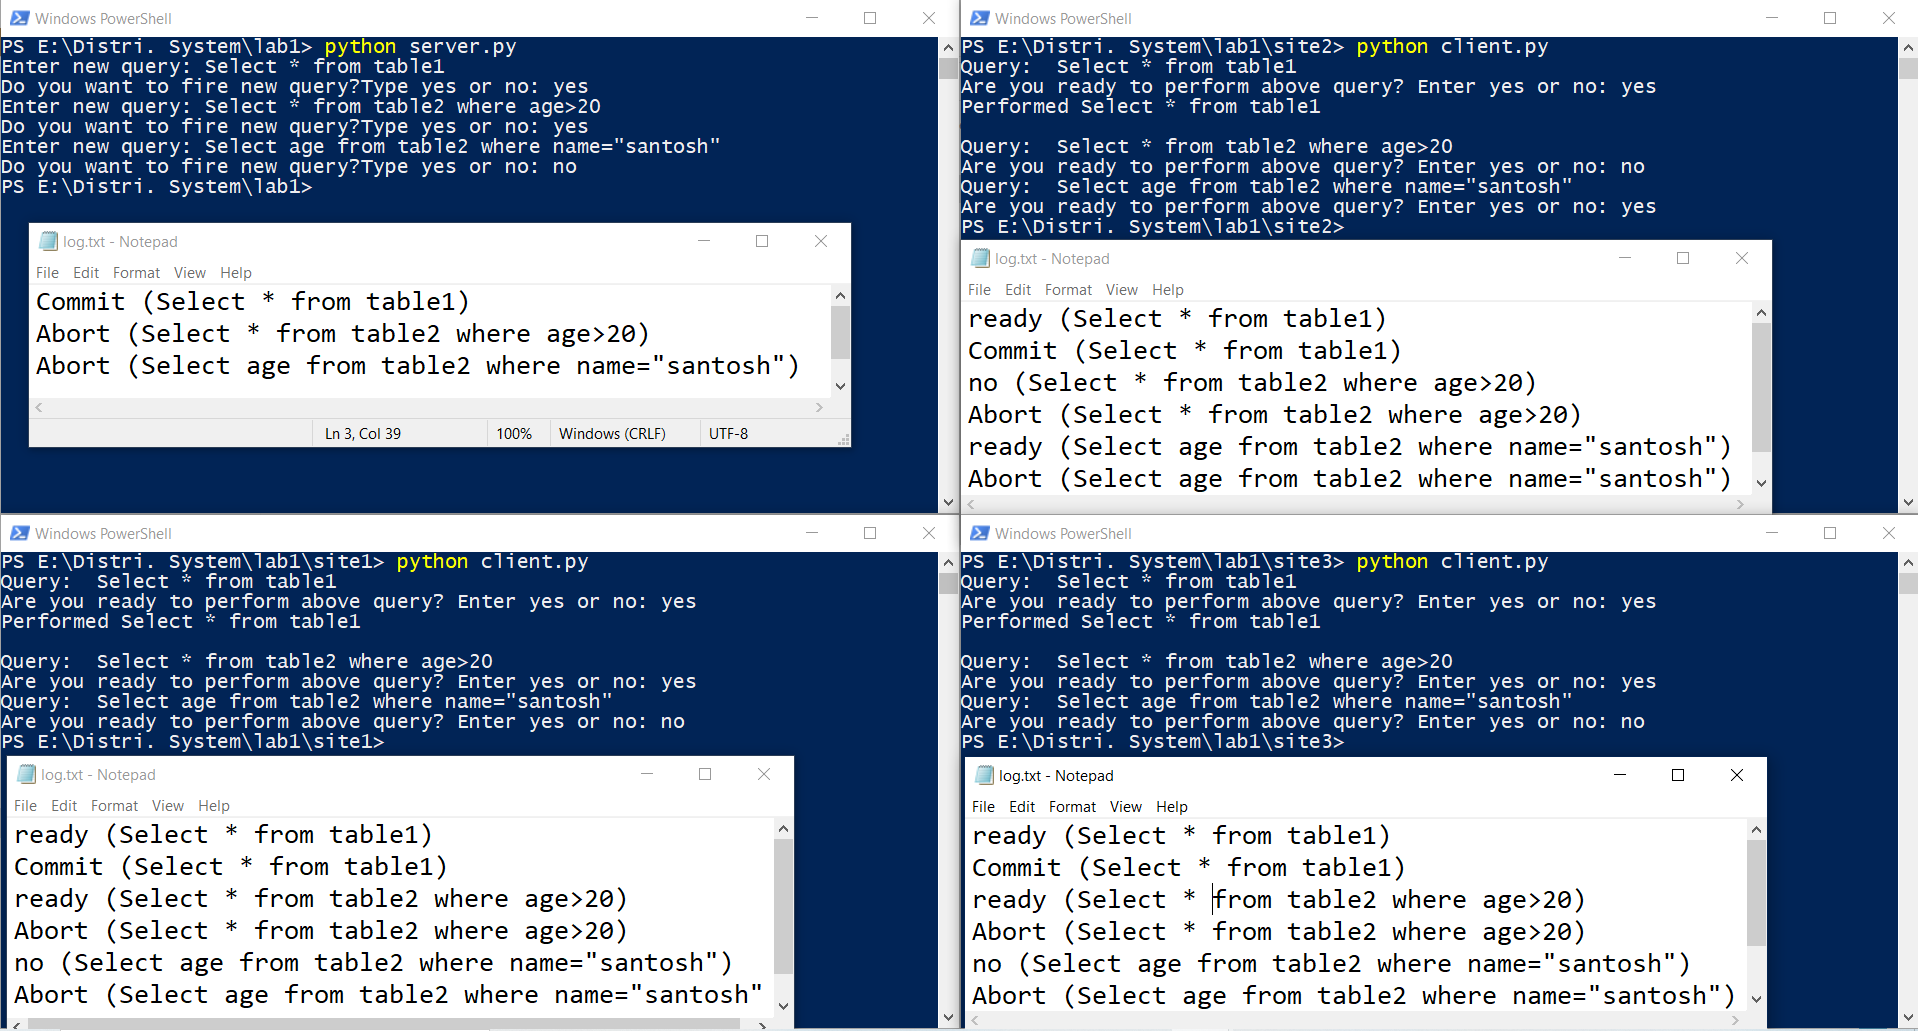 Windows PowerShell
PS E:\Distri. System\lab1> python server.py
Enter new query: Select * from table1
Do you want to fire new query?Type yes or no: yes
Enter new query: Select * from table2 where age>20
Do you want to fire new query?Type yes or no: yes
Enter new query: Select age from table2 where name="santosh"
Do you want to fire new query?Type yes or no: no
PS E:\Distri. System\lab1>
log.txt - Notepad
File Edit Format View Help
Commit (Select * from table1)
Abort (Select * from table2 where age>20)
Abort (Select age from table2 where name="santosh")
Ln 3, Col 39 100% Windows (CRLF) UTF-8
Windows PowerShell
PS E:\Distri. System\lab1\site2> python client.py
Query:  Select * from table1
Are you ready to perform above query? Enter yes or no: yes
Performed Select * from table1
Query:  Select * from table2 where age>20
Are you ready to perform above query? Enter yes or no: no
Query:  Select age from table2 where name="santosh"
Are you ready to perform above query? Enter yes or no: yes
PS E:\Distri. System\lab1\site2>
log.txt - Notepad
File Edit Format View Help
ready (Select * from table1)
Commit (Select * from table1)
no (Select * from table2 where age>20)
Abort (Select * from table2 where age>20)
ready (Select age from table2 where name="santosh")
Abort (Select age from table2 where name="santosh")
Windows PowerShell
PS E:\Distri. System\lab1\site1> python client.py
Query:  Select * from table1
Are you ready to perform above query? Enter yes or no: yes
Performed Select * from table1
Query:  Select * from table2 where age>20
Are you ready to perform above query? Enter yes or no: yes
Query:  Select age from table2 where name="santosh"
Are you ready to perform above query? Enter yes or no: no
PS E:\Distri. System\lab1\site1>
log.txt - Notepad
File Edit Format View Help
ready (Select * from table1)
Commit (Select * from table1)
ready (Select * from table2 where age>20)
Abort (Select * from table2 where age>20)
no (Select age from table2 where name="santosh")
Abort (Select age from table2 where name="santosh"
Windows PowerShell
PS E:\Distri. System\lab1\site3> python client.py
Query:  Select * from table1
Are you ready to perform above query? Enter yes or no: yes
Performed Select * from table1
Query:  Select * from table2 where age>20
Are you ready to perform above query? Enter yes or no: yes
Query:  Select age from table2 where name="santosh"
Are you ready to perform above query? Enter yes or no: no
PS E:\Distri. System\lab1\site3>
log.txt - Notepad
File Edit Format View Help
ready (Select * from table1)
Commit (Select * from table1)
ready (Select * from table2 where age>20)
Abort (Select * from table2 where age>20)
no (Select age from table2 where name="santosh")
Abort (Select age from table2 where name="santosh")